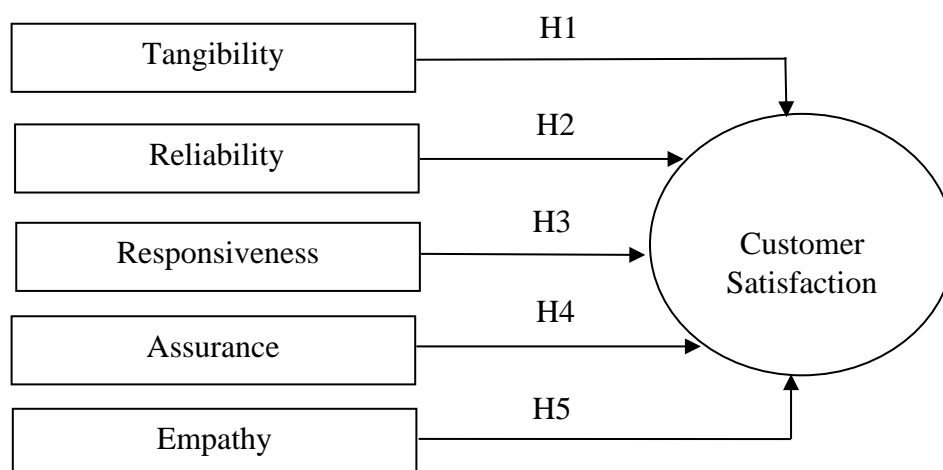 H1
Tangibility
H2
Reliability
H3
Responsiveness
Customer
Satisfaction
H4
Assurance
H5
Empathy